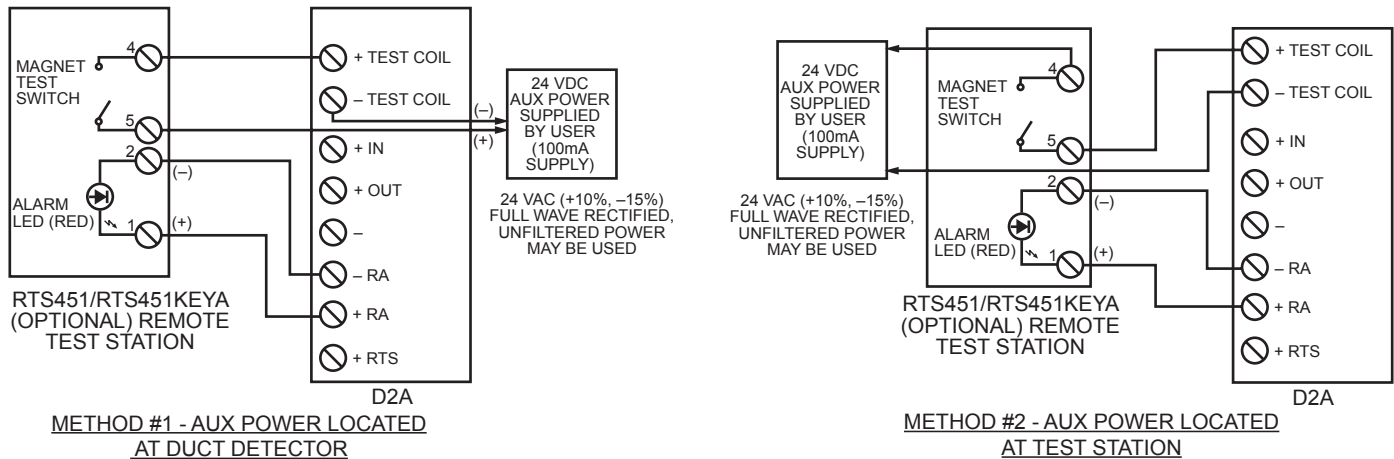 MAGNET
TEST
SWITCH
4
5
2
(–)
ALARM
LED (RED)
1
(+)
RTS451/RTS451KEYA
(OPTIONAL) REMOTE
TEST STATION
+ TEST COIL
– TEST COIL
+ IN
+ OUT
–
– RA
+ RA
+ RTS
D2A
(–)
(+)
24 VDC
AUX POWER
SUPPLIED
BY USER
(100mA
SUPPLY)
24 VAC (+10%, –15%)
FULL WAVE RECTIFIED,
UNFILTERED POWER
MAY BE USED
METHOD #1 - AUX POWER LOCATED
AT DUCT DETECTOR
24 VDC
AUX POWER
SUPPLIED
BY USER
(100mA
SUPPLY)
24 VAC (+10%, –15%)
FULL WAVE RECTIFIED,
UNFILTERED POWER
MAY BE USED
MAGNET
TEST
SWITCH
4
5
2
(–)
ALARM
LED (RED)
1
(+)
RTS451/RTS451KEYA
(OPTIONAL) REMOTE
TEST STATION
+ TEST COIL
– TEST COIL
+ IN
+ OUT
–
– RA
+ RA
+ RTS
D2A
METHOD #2 - AUX POWER LOCATED
AT TEST STATION